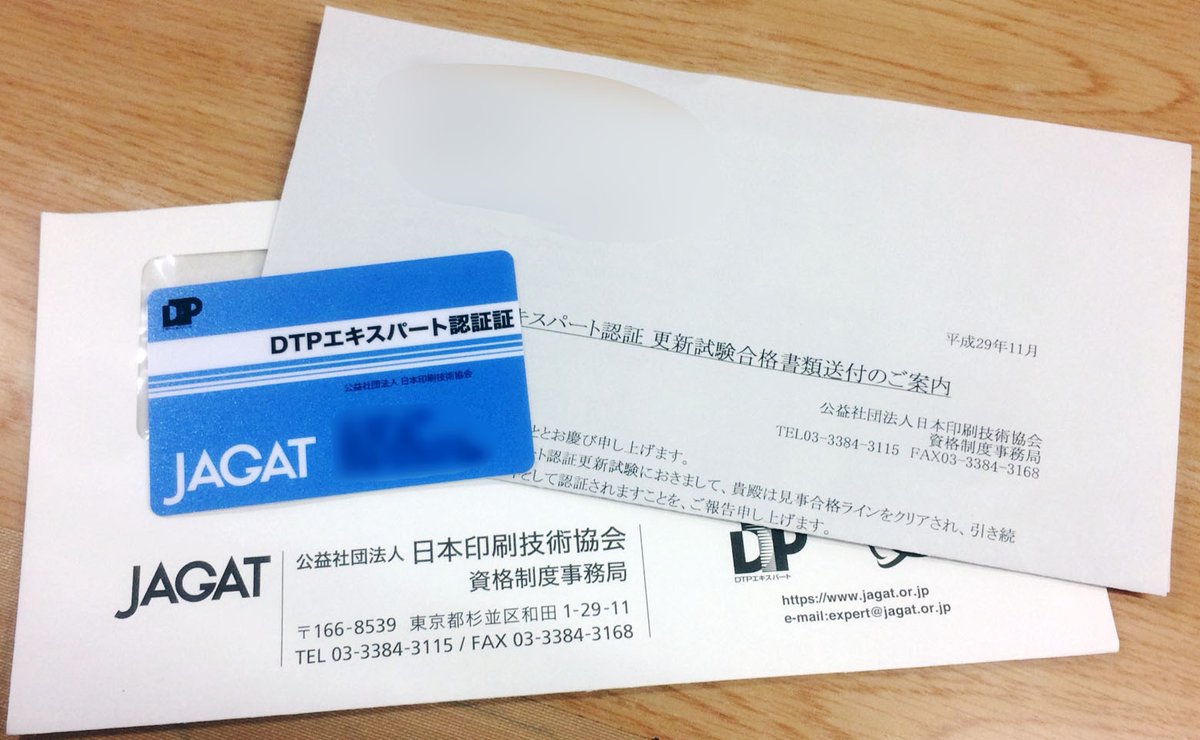 DTP
DTPエキスパート認証証
公益社団法人 日本印刷技術協会
JAGAT
平成29年11月
キスパート認証 更新試験合格書類送付のご案内
公益社団法人日本印刷技術協会
資格制度事務局
TEL03-3384-3115 FAX03-3384-3168
とお慶び申し上げます。
ート認証更新試験におきまして、貴殿は見事合格ラインをクリアされ、引き続
として認証されますことを、ご報告申し上げます。
JAGAT
公益社団法人 日本印刷技術協会
資格制度事務局
〒166-8539 東京都杉並区和田 1-29-11
TEL 03-3384-3115 / FAX 03-3384-3168
DTP
DTPエキスパート
https://www.jagat.or.jp
e-mail:expert@jagat.or.jp